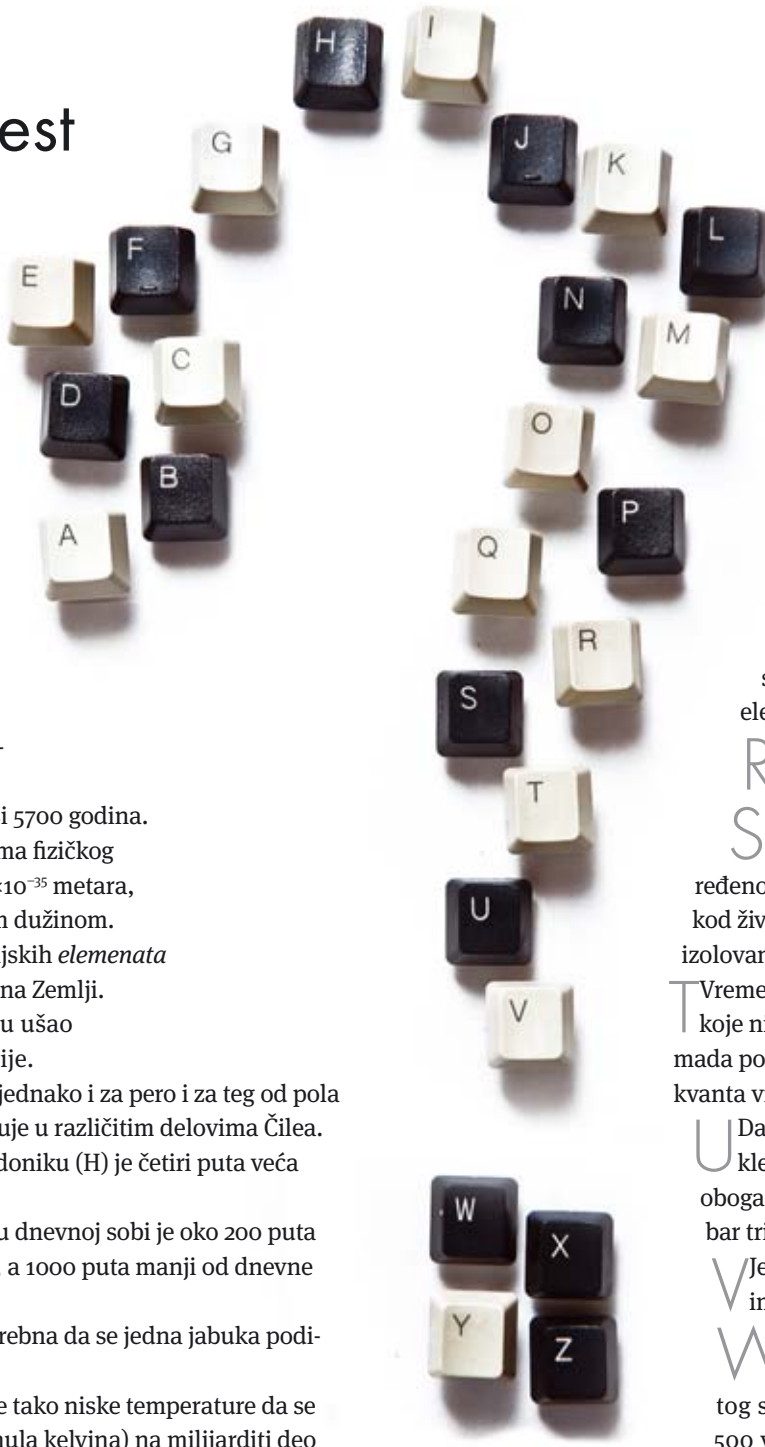 est
H I
G J K
E F L
C N M
D O
B P
A Q
R
S
T
U
V
W X
Y Z
i 5700 godina.
ma fizičkog
×10⁻³⁵ metara,
m dužinom.
ijskih elemenata
na Zemlji.
u ušao
ije.
jednako i za pero i za teg od pola
uje u različitim delovima Čilea.
doniku (H) je četiri puta veća
u dnevnoj sobi je oko 200 puta
a 1000 puta manji od dnevne
rebna da se jedna jabuka podi-
e tako niske temperature da se
nula kelvina) na milijarditi deo
s
ele
R
S
ređeno
kod živ
izolovan
T Vreme
koje ni
mada po
kvanta v
U Da
kle
oboga
bar tri
V Je
in
W
tog s
500 v